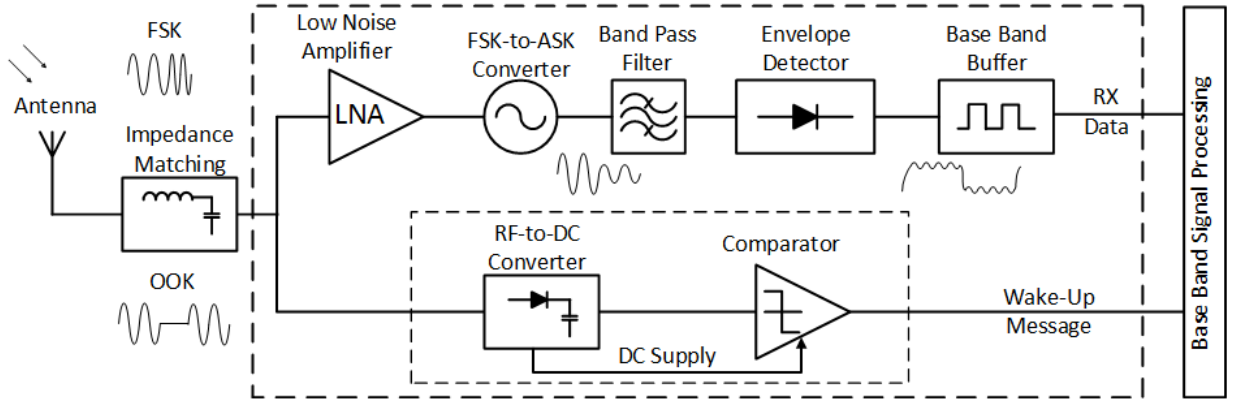 FSK
Antenna
Impedance
Matching
OOK
Low Noise
Amplifier
LNA
FSK-to-ASK
Converter
Band Pass
Filter
Envelope
Detector
Base Band
Buffer
RX
Data
RF-to-DC
Converter
Comparator
DC Supply
Wake-Up
Message
Base Band Signal Processing